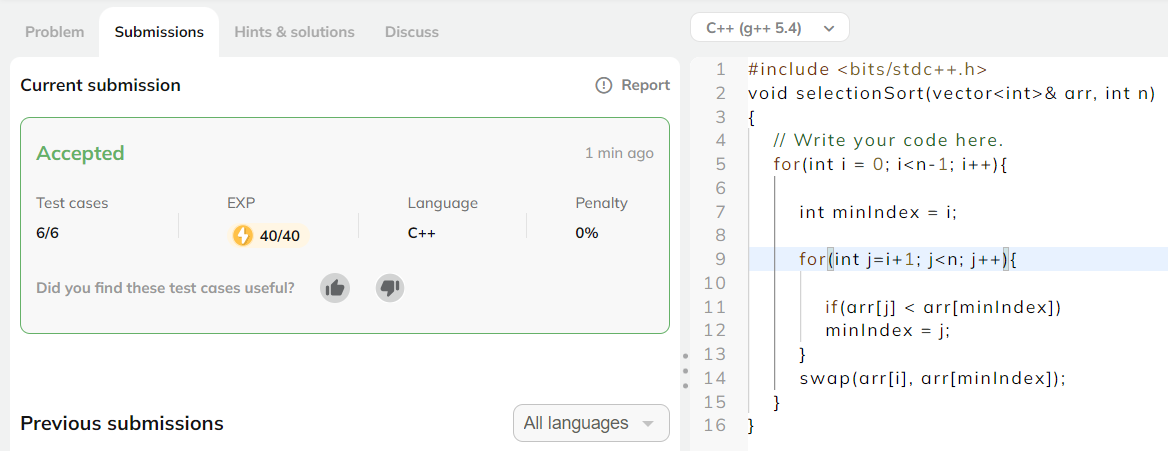 Problem
Submissions
Hints & solutions
Discuss
Current submission
Report
Accepted
1 min ago
Test cases
EXP
Language
Penalty
6/6
40/40
C++
0%
Did you find these test cases useful?
Previous submissions
All languages
C++ (g++ 5.4)
1 #include <bits/stdc++.h>
2 void selectionSort(vector<int>& arr, int n)
3 {
4 // Write your code here.
5 for(int i = 0; i<n-1; i++){
6
7 int minIndex = i;
8
9 for(int j=i+1; j<n; j++){
10
11 if(arr[j] < arr[minIndex])
12 minIndex = j;
13 }
14 swap(arr[i], arr[minIndex]);
15 }
16 }